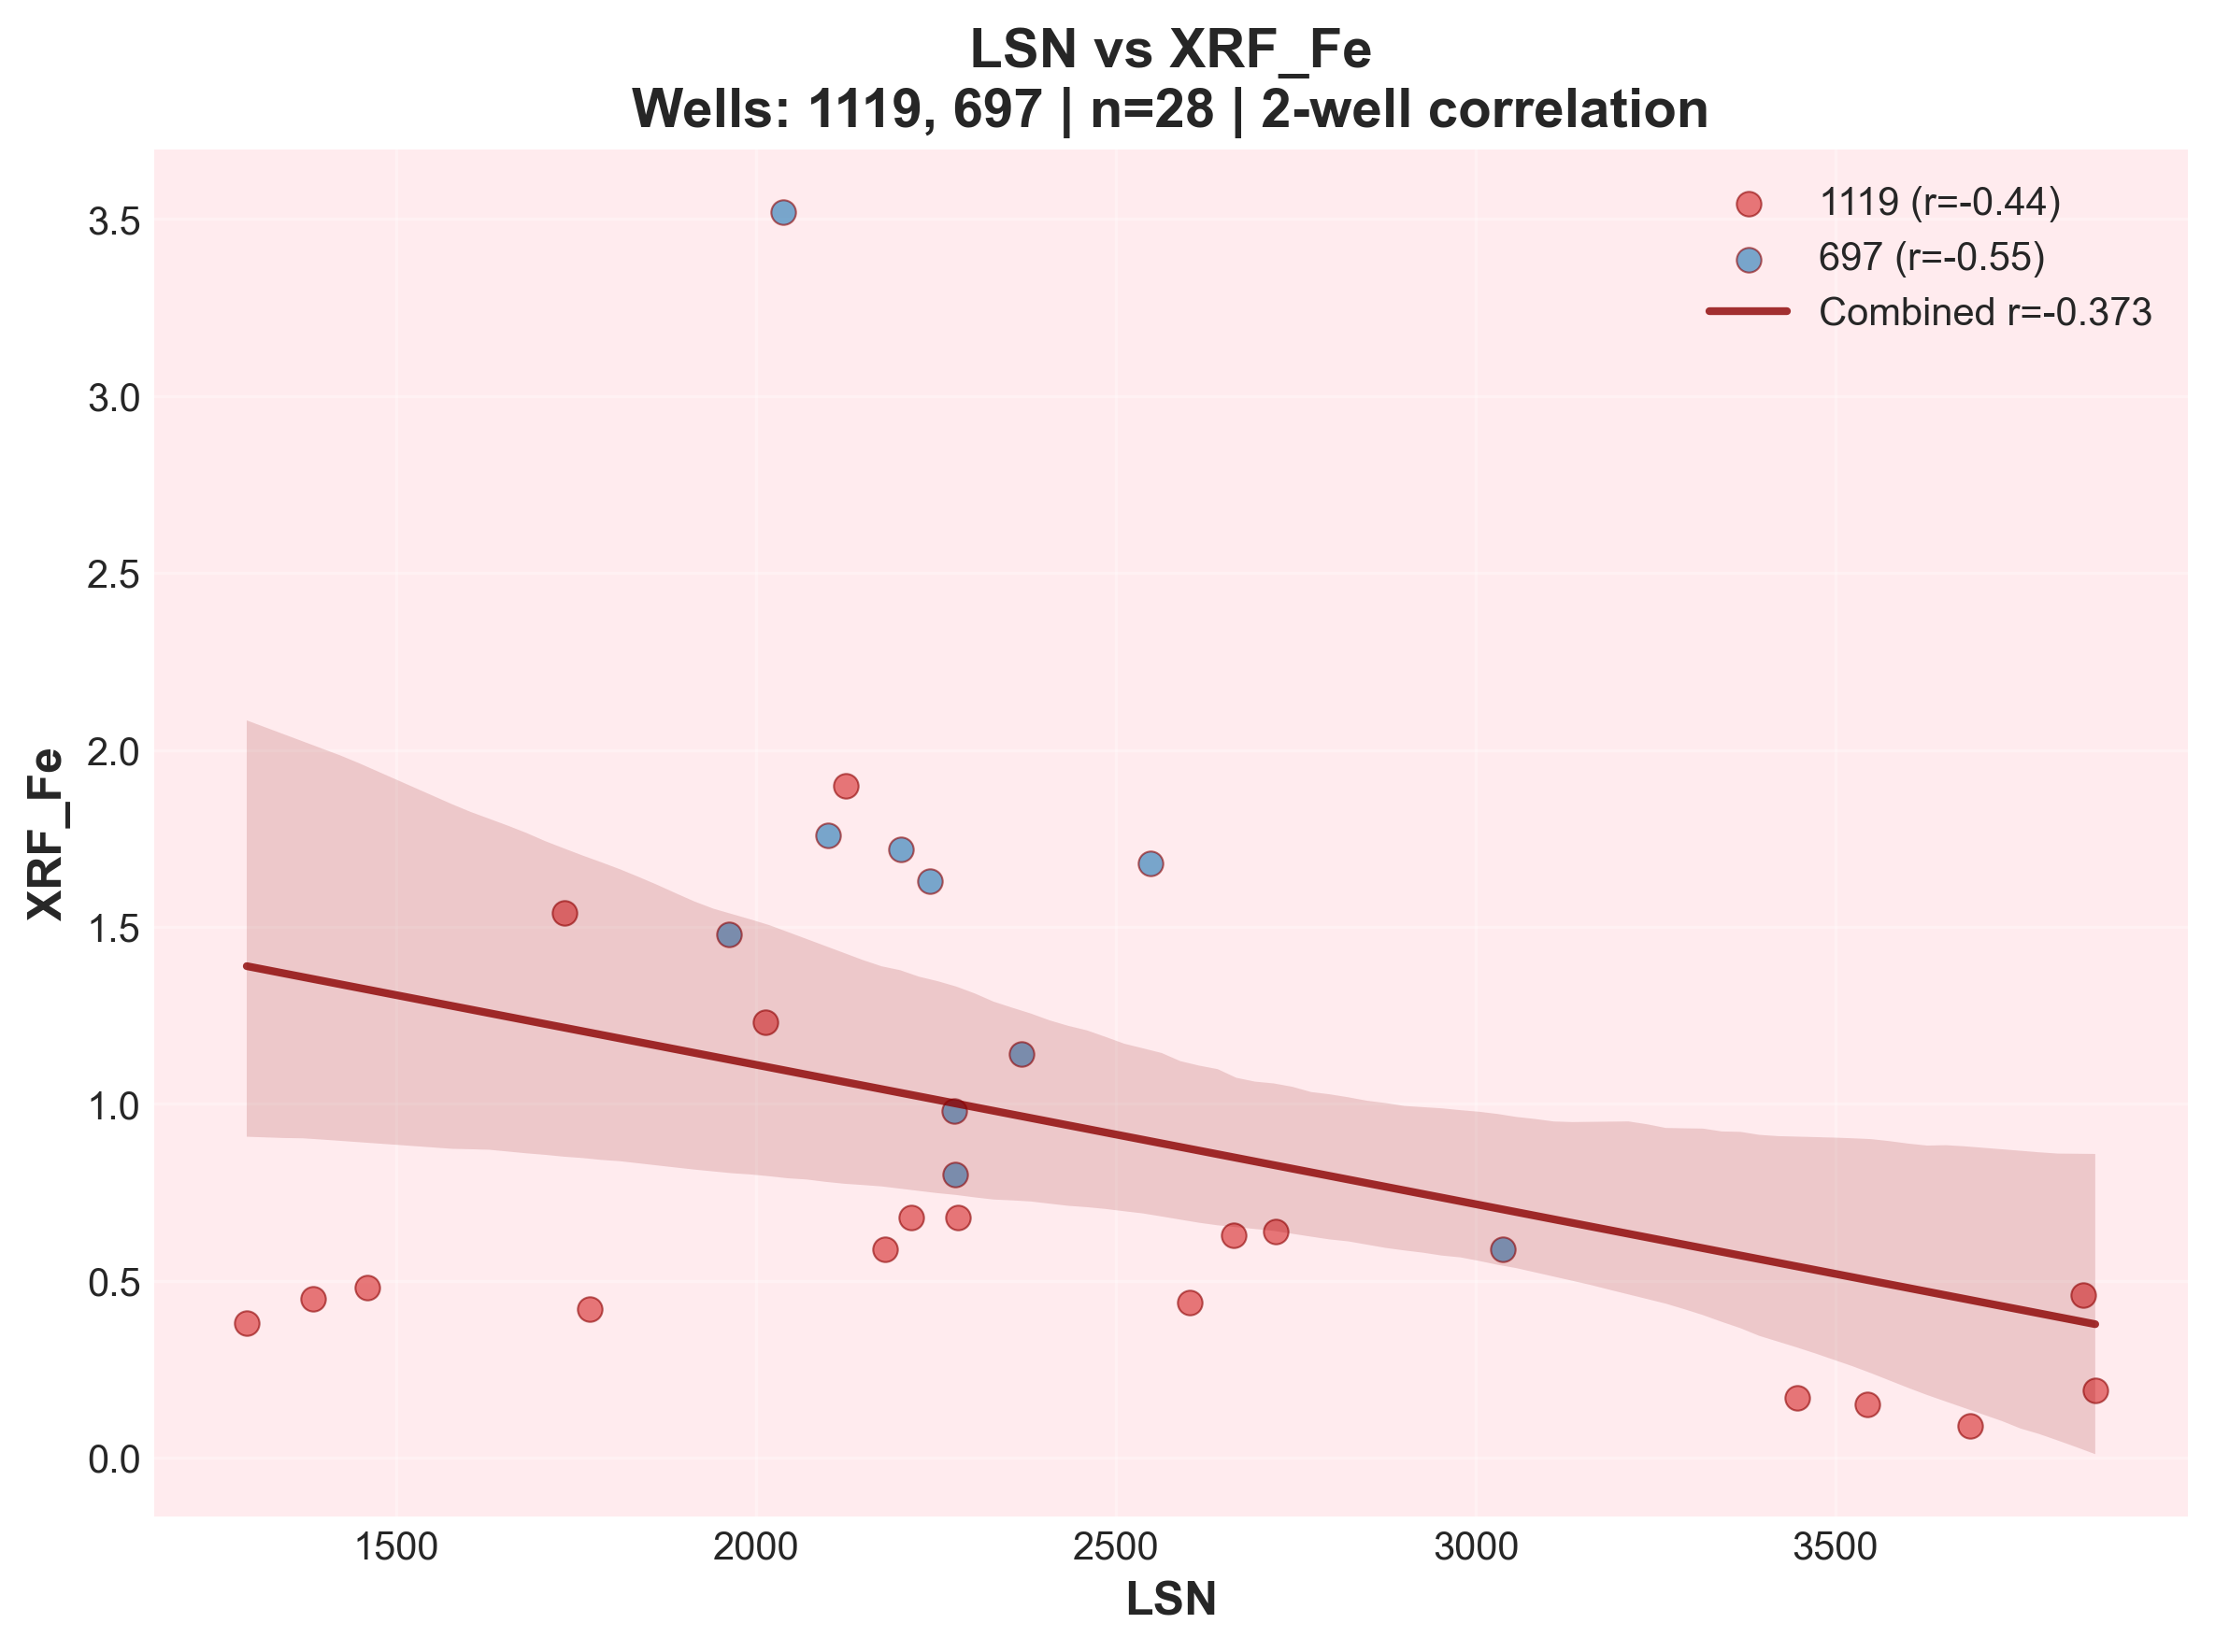 LSN vs XRF_Fe
Wells: 1119, 697 | n=28 | 2-well correlation
1119 (r=-0.44)
697 (r=-0.55)
Combined r=-0.373
3.5
3.0
2.5
2.0
1.5
1.0
0.5
0.0
XRF_Fe
1500
2000
2500
3000
3500
LSN